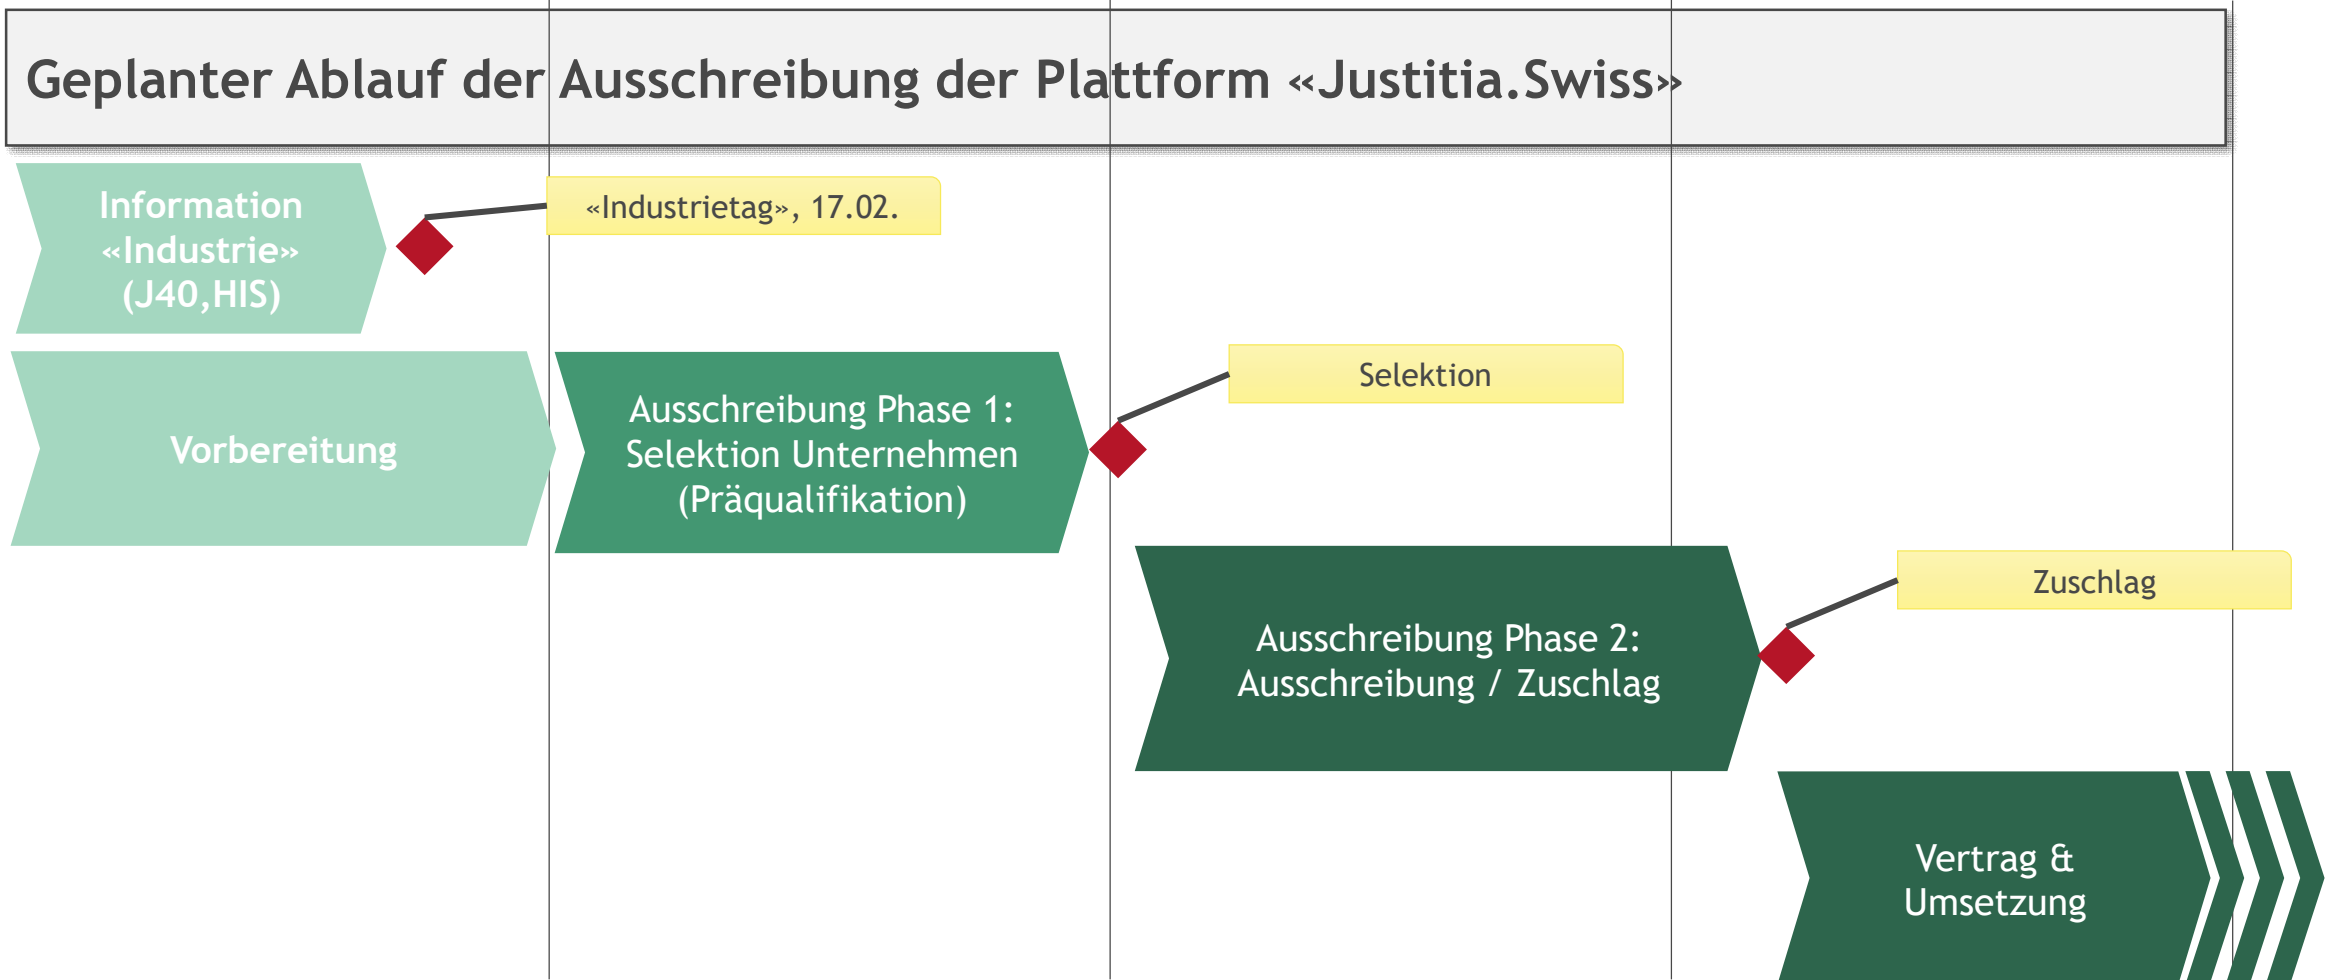 Geplanter Ablauf der Ausschreibung der Plattform «Justitia.Swiss»
Information
«Industrie»
(J40,HIS)
«Industrietag», 17.02.
Vorbereitung
Ausschreibung Phase 1:
Selektion Unternehmen
(Präqualifikation)
Selektion
Ausschreibung Phase 2:
Ausschreibung / Zuschlag
Zuschlag
Vertrag &
Umsetzung